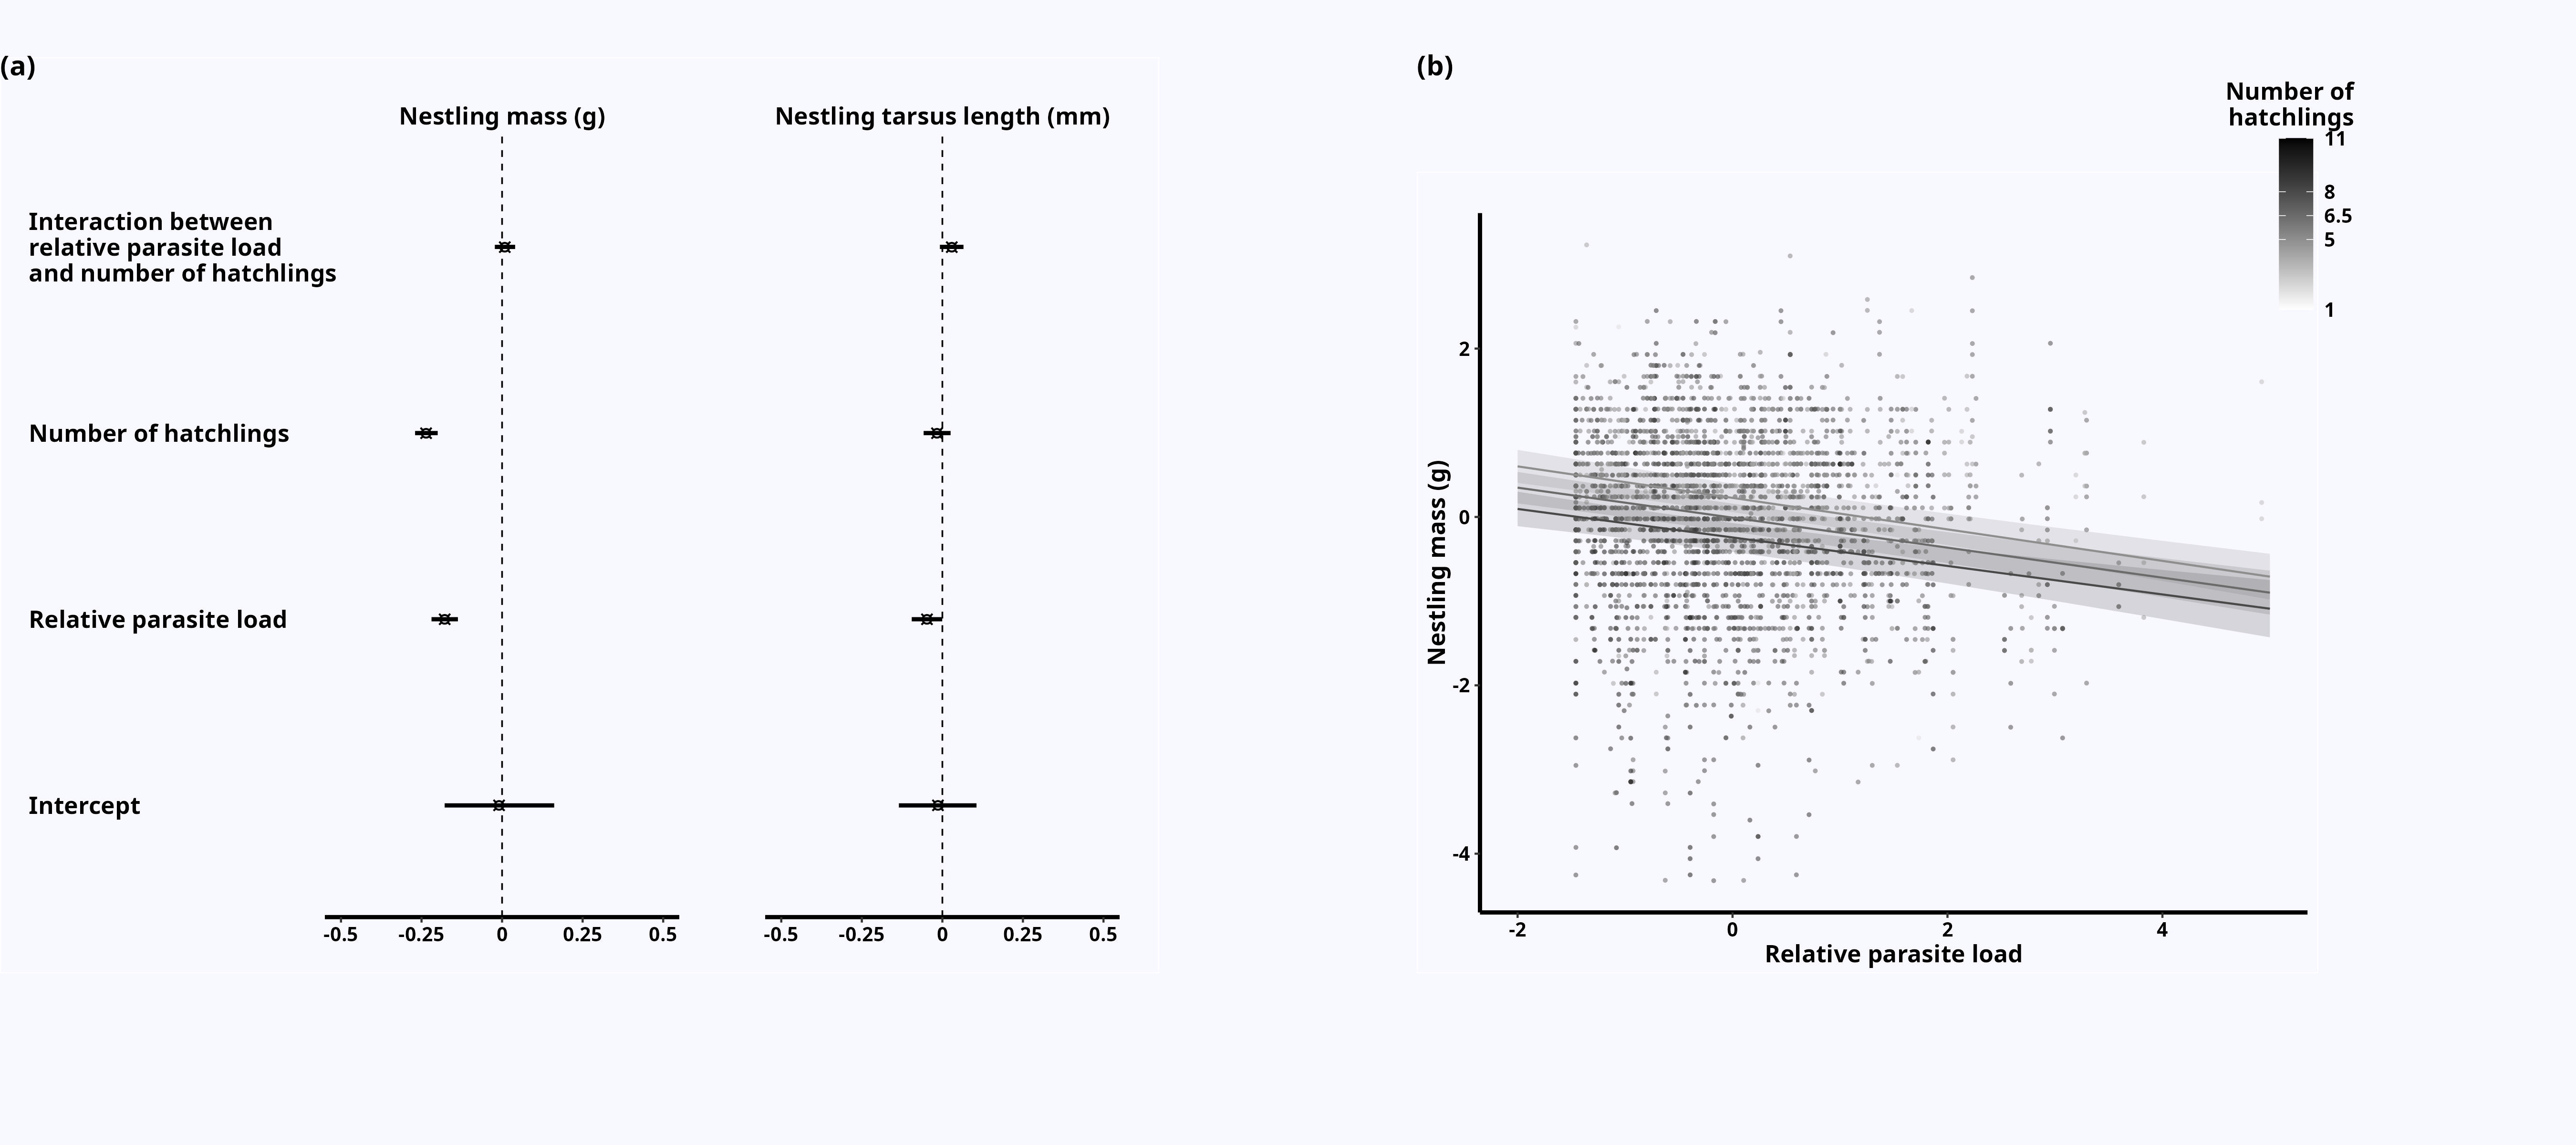 (a)
Nestling mass (g)
Nestling tarsus length (mm)
Interaction between
relative parasite load
and number of hatchlings
Number of hatchlings
Relative parasite load
Intercept
-0.5 -0.25 0 0.25 0.5
-0.5 -0.25 0 0.25 0.5
(b)
Number of
hatchlings
11
8
6.5
5
1
Nestling mass (g)
2
0
-2
-4
-2 0 2 4
Relative parasite load